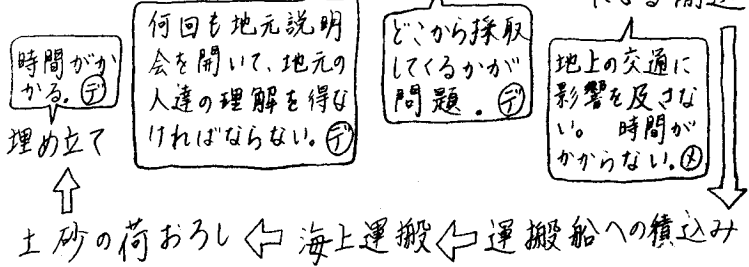 時間がか
かる。デ
埋め立て
何回も地元説明
会を開いて、地元の
人達の理解を得な
ければならない。デ
どこから採取
してくるかが
問題。デ
地上の交通に
影響を及さな
い。 時間が
かからない。メ
土砂の荷おろし⇦海上運搬⇦運搬船への積込み